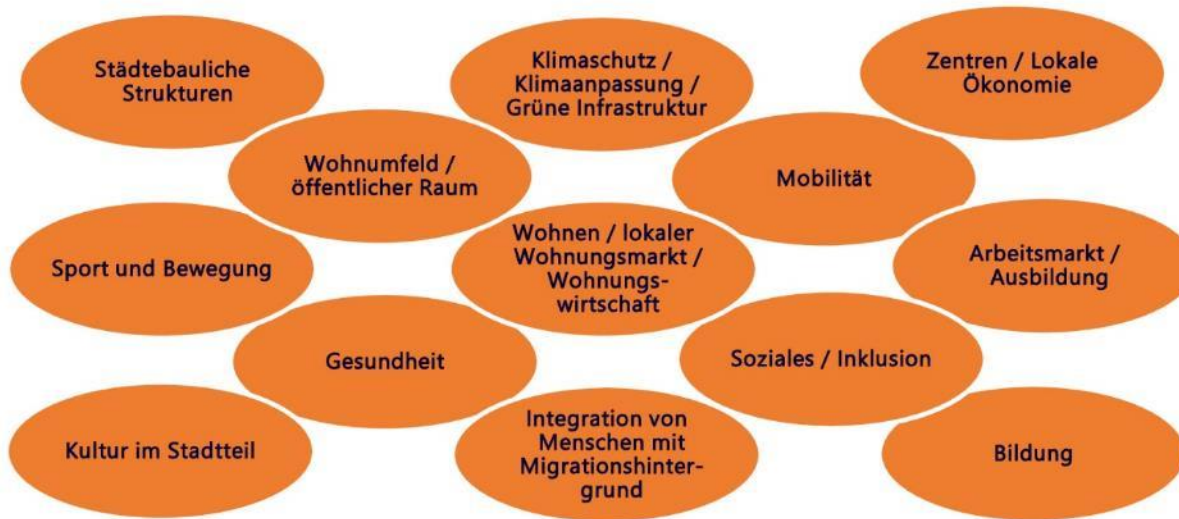 Städtebauliche
Strukturen
Klimaschutz /
Klimaanpassung /
Grüne Infrastruktur
Zentren / Lokale
Ökonomie
Wohnumfeld /
öffentlicher Raum
Mobilität
Sport und Bewegung
Wohnen / lokaler
Wohnungsmarkt /
Wohnungs-
wirtschaft
Arbeitsmarkt /
Ausbildung
Gesundheit
Soziales / Inklusion
Kultur im Stadtteil
Integration von
Menschen mit
Migrationshinter-
grund
Bildung